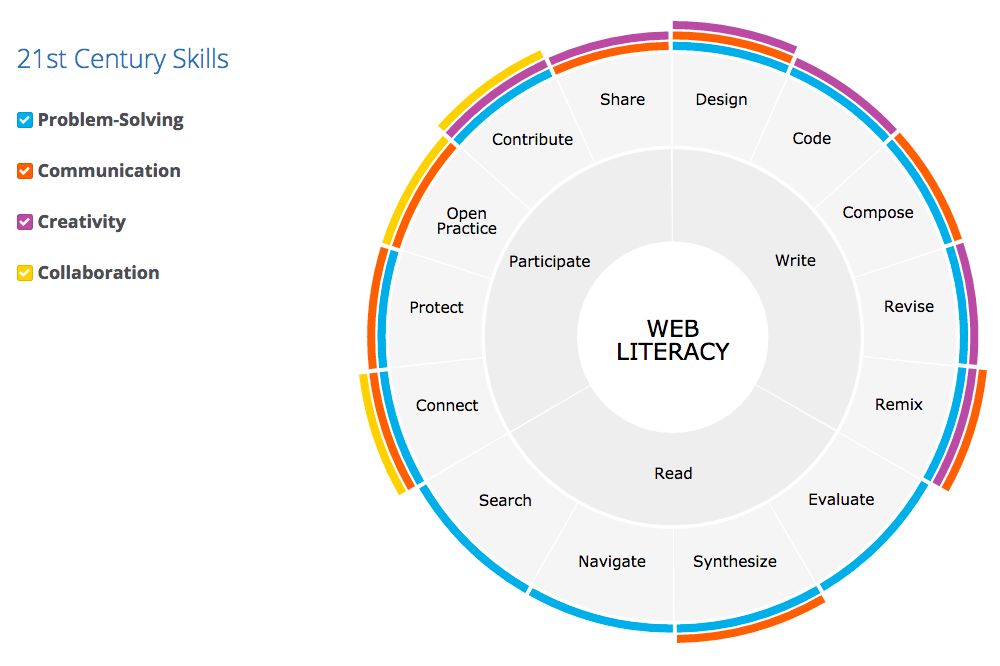 21st Century Skills
Problem-Solving
Communication
Creativity
Collaboration
WEB
LITERACY
Write
Design
Code
Compose
Revise
Remix
Read
Evaluate
Synthesize
Navigate
Search
Participate
Connect
Protect
Open
Practice
Contribute
Share